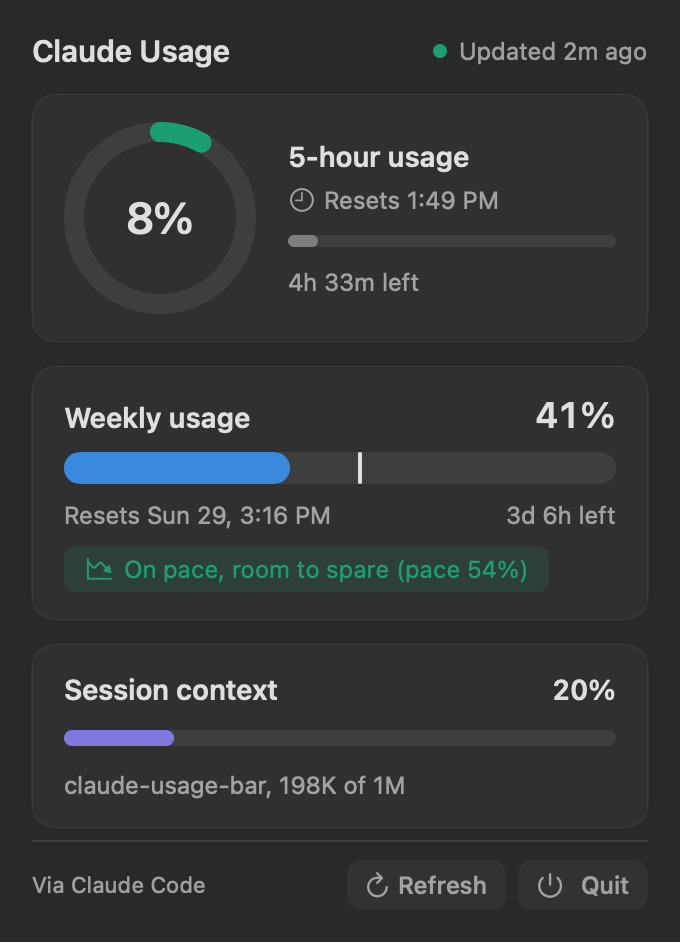 Claude Usage
Updated 2m ago
8%
5-hour usage
Resets 1:49 PM
4h 33m left
Weekly usage
41%
Resets Sun 29, 3:16 PM
3d 6h left
On pace, room to spare (pace 54%)
Session context
20%
claude-usage-bar, 198K of 1M
Via Claude Code
Refresh
Quit